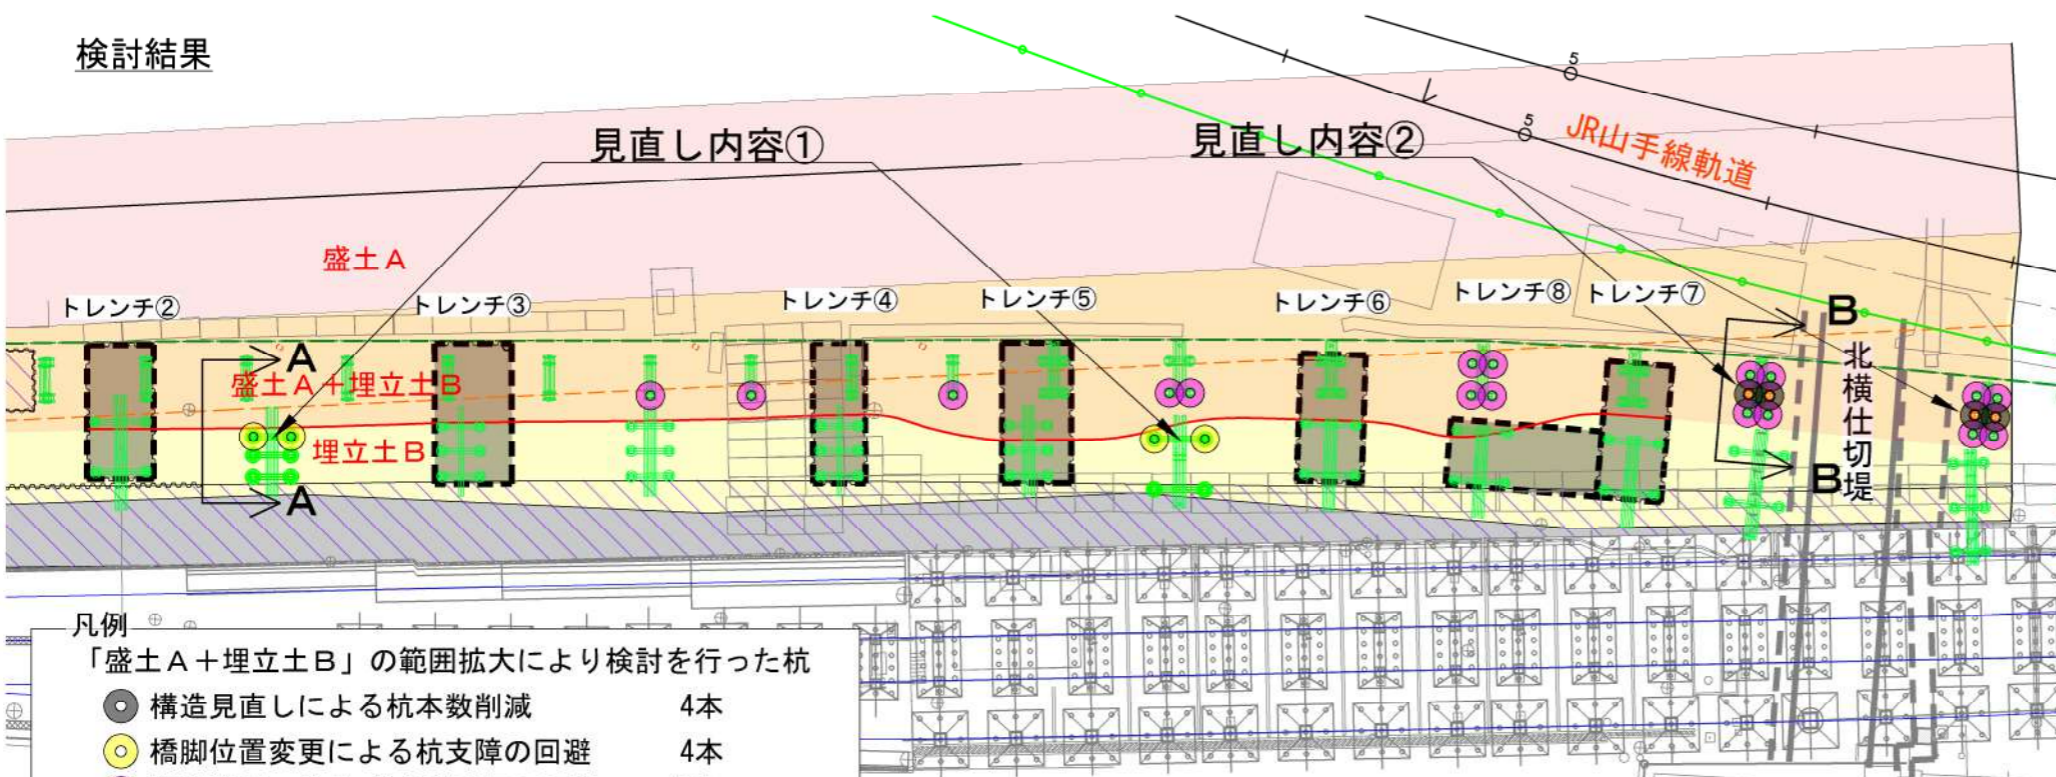 検討結果
5
5
JR山手線軌道
見直し内容①
見直し内容②
盛土A
トレンチ②
トレンチ③
トレンチ④
トレンチ⑤
トレンチ⑥
トレンチ⑧
トレンチ⑦
B
A
盛土A+埋立土B
北横仕切堤
埋立土B
B
A
凡例
「盛土A+埋立土B」の範囲拡大により検討を行った杭
構造見直しによる杭本数削減 4本
橋脚位置変更による杭支障の回避 4本